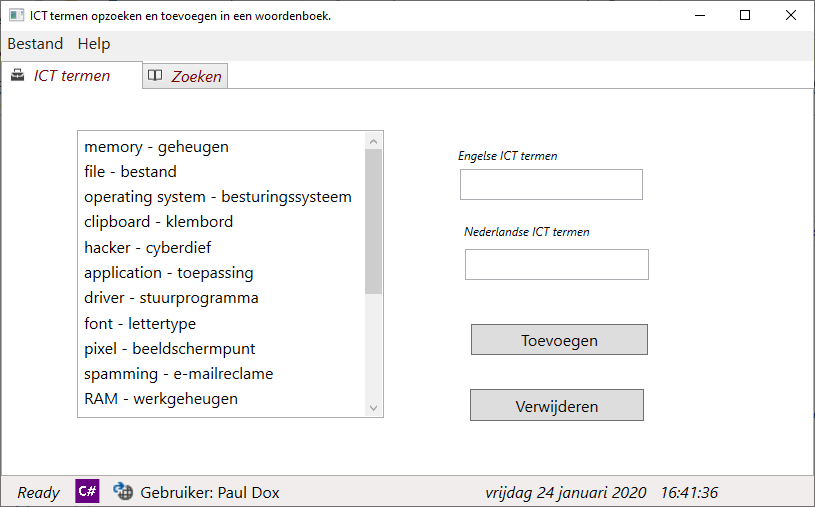 ICT termen opzoeken en toevoegen in een woordenboek.
Bestand Help
ICT termen Zoeken
memory - geheugen
file - bestand
operating system - besturingssysteem
clipboard - klembord
hacker - cyberdief
application - toepassing
driver - stuurprogramma
font - lettertype
pixel - beeldschermpunt
spamming - e-mailreclame
RAM - werkgeheugen
Engelse ICT termen
Nederlandse ICT termen
Toevoegen
Verwijderen
Ready C# Gebruiker: Paul Dox vrijdag 24 januari 2020 16:41:36